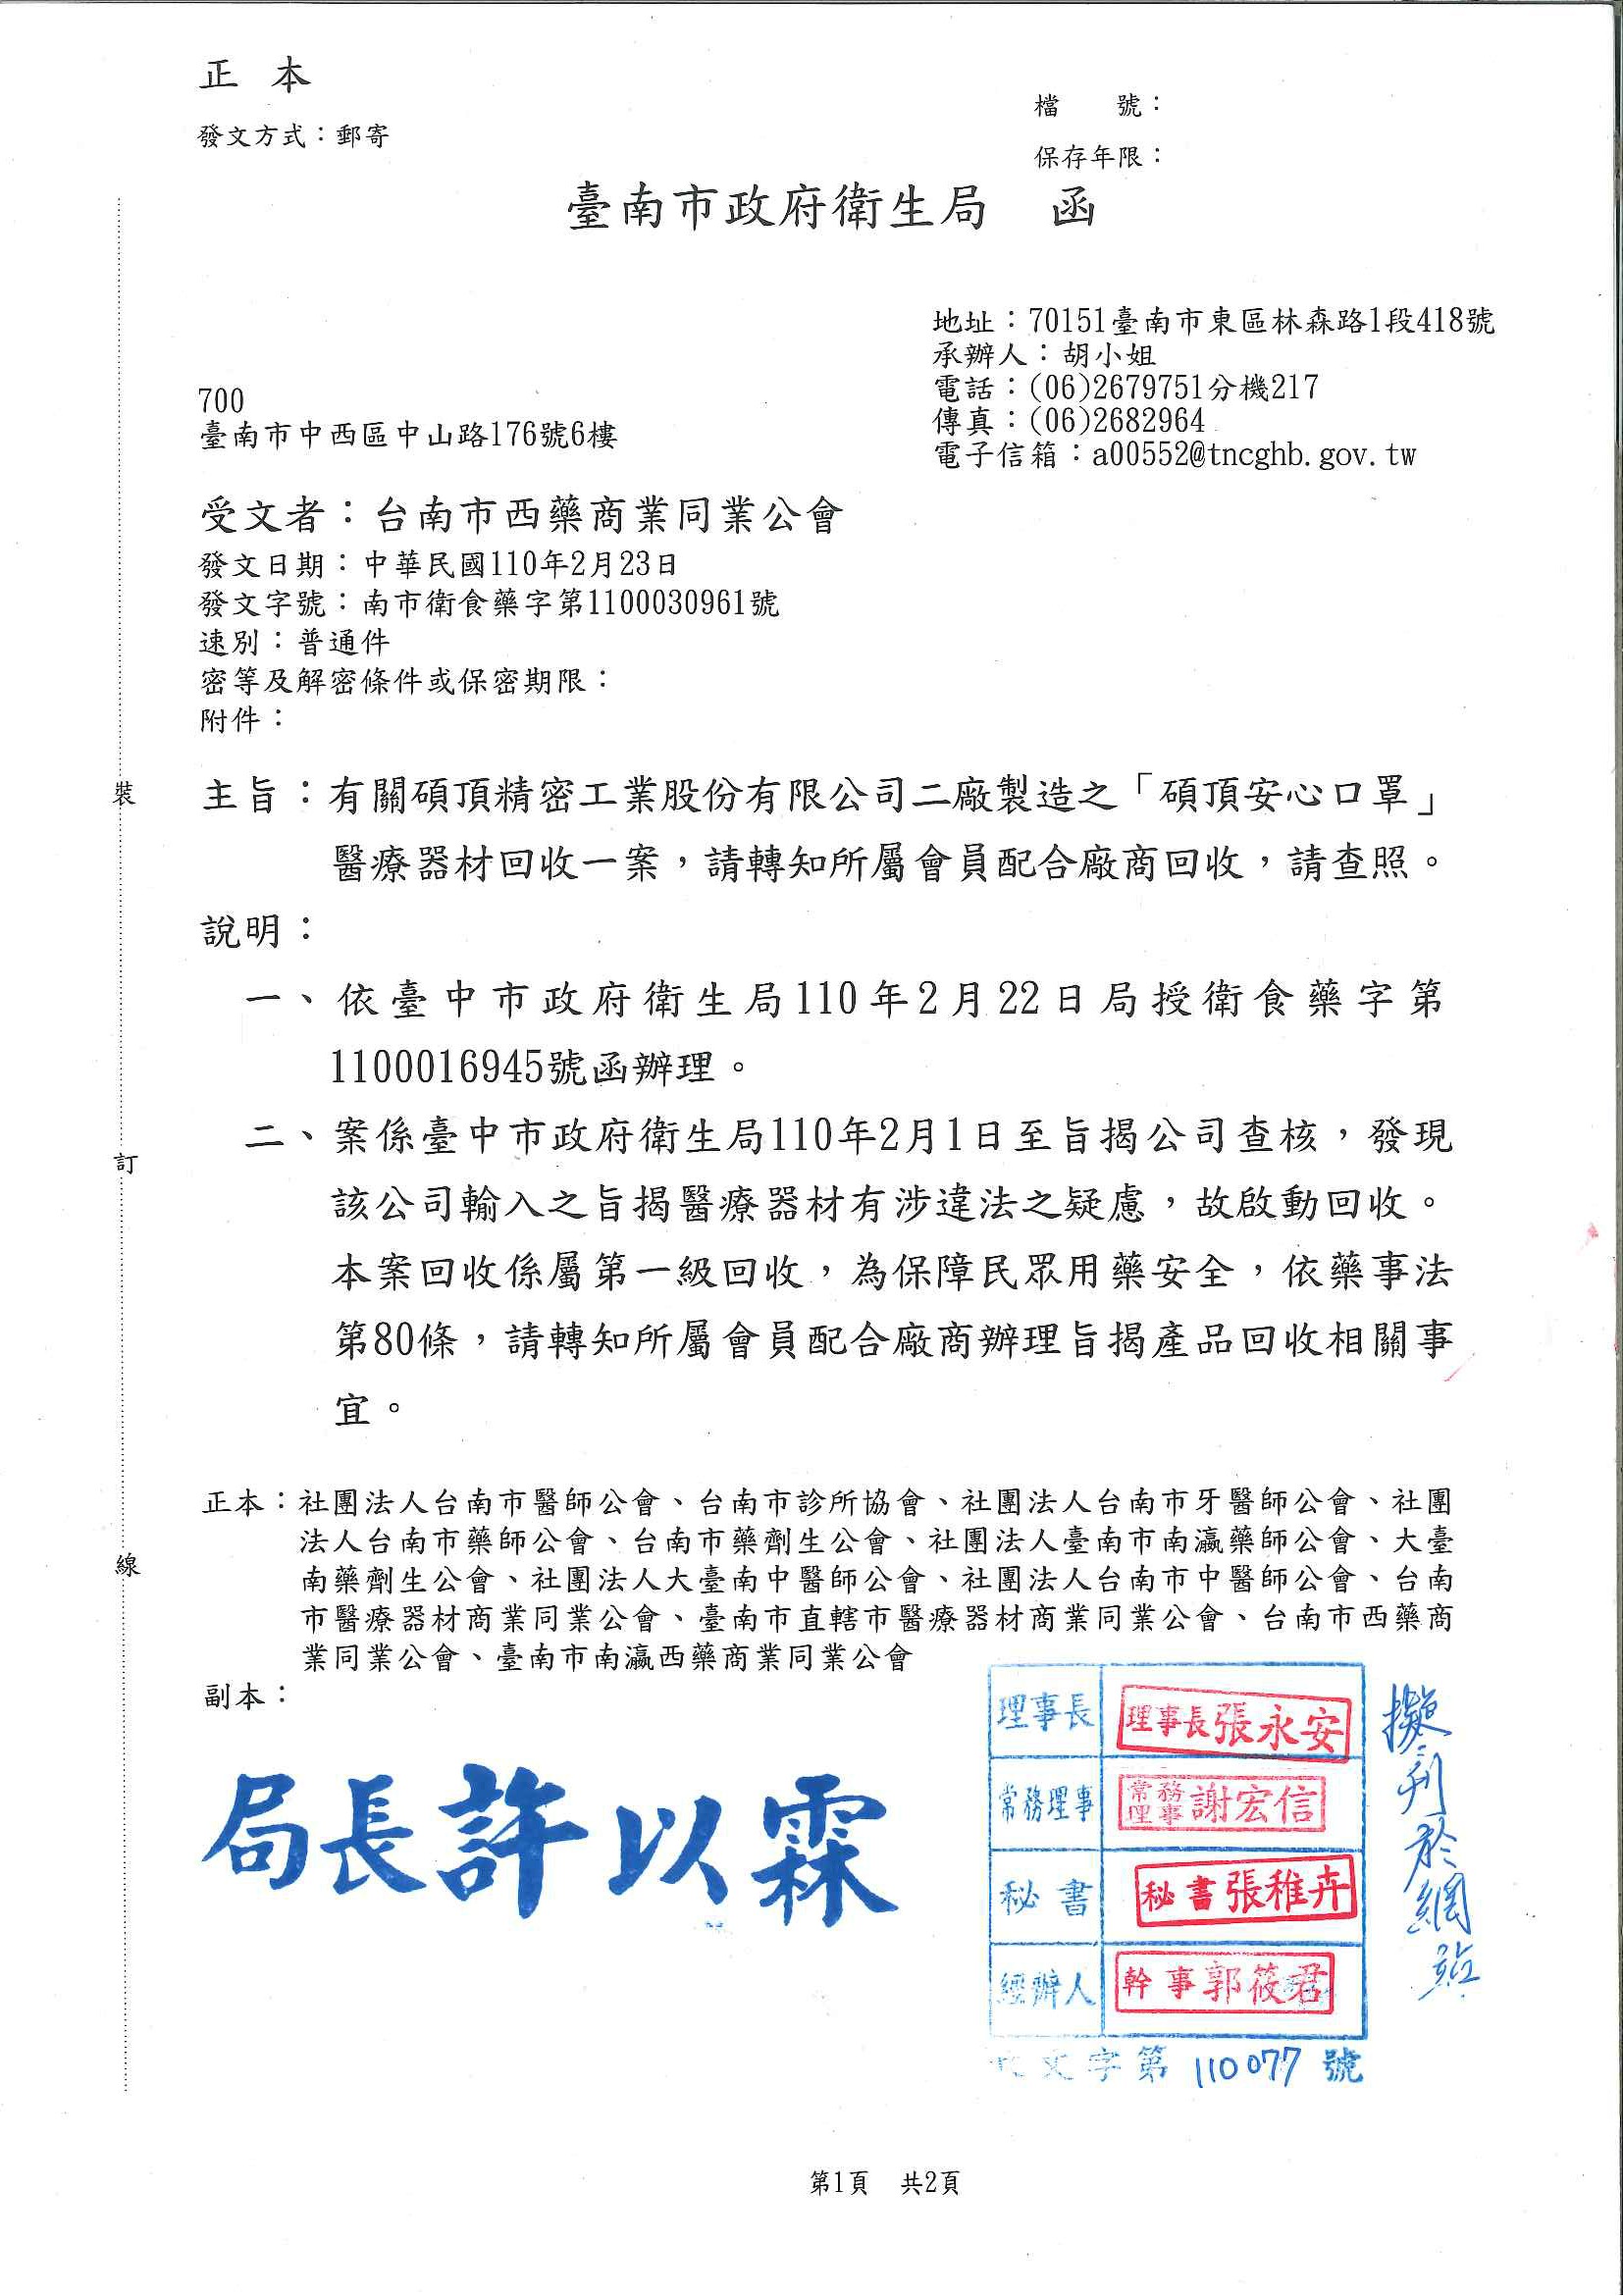 正 本
發文方式：郵寄
檔 號：
保存年限：
臺南市政府衛生局 函
地址：70151臺南市東區林森路1段418號
承辦人：胡小姐
電話：(06)2679751分機217
傳真：(06)2682964
電子信箱：a00552@tncghb.gov.tw
700
臺南市中西區中山路176號6樓
受文者：台南市西藥商業同業公會
發文日期：中華民國110年2月23日
發文字號：南市衛食藥字第1100030961號
速別：普通件
密等及解密條件或保密期限：
附件：
主旨：有關碩頂精密工業股份有限公司二廠製造之「碩頂安心口罩」
醫療器材回收一案，請轉知所屬會員配合廠商回收，請查照。
說明：
一、依臺中市政府衛生局110年2月22日局授衛食藥字第
1100016945號函辦理。
二、案係臺中市政府衛生局110年2月1日至旨揭公司查核，發現
該公司輸入之旨揭醫療器材有涉違法之疑慮，故啟動回收。
本案回收係屬第一級回收，為保障民眾用藥安全，依藥事法
第80條，請轉知所屬會員配合廠商辦理旨揭產品回收相關事
宜。
正本：社團法人台南市醫師公會、台南市診所協會、社團法人台南市牙醫師公會、社團
法人台南市藥師公會、台南市藥劑生公會、社團法人臺南市南瀛藥師公會、大臺
南藥劑生公會、社團法人大臺南中醫師公會、社團法人台南市中醫師公會、台南
市醫療器材商業同業公會、臺南市直轄市醫療器材商業同業公會、台南市西藥商
業同業公會、臺南市南瀛西藥商業同業公會
副本：
局長許以霖
理事長 理事長張永安
常務理事 常務理事謝宏信
秘書 秘書張稚卉
經辦人 幹事郭筱君
文字第 110077 號
擬刊於網站
裝
訂
線
第1頁 共2頁